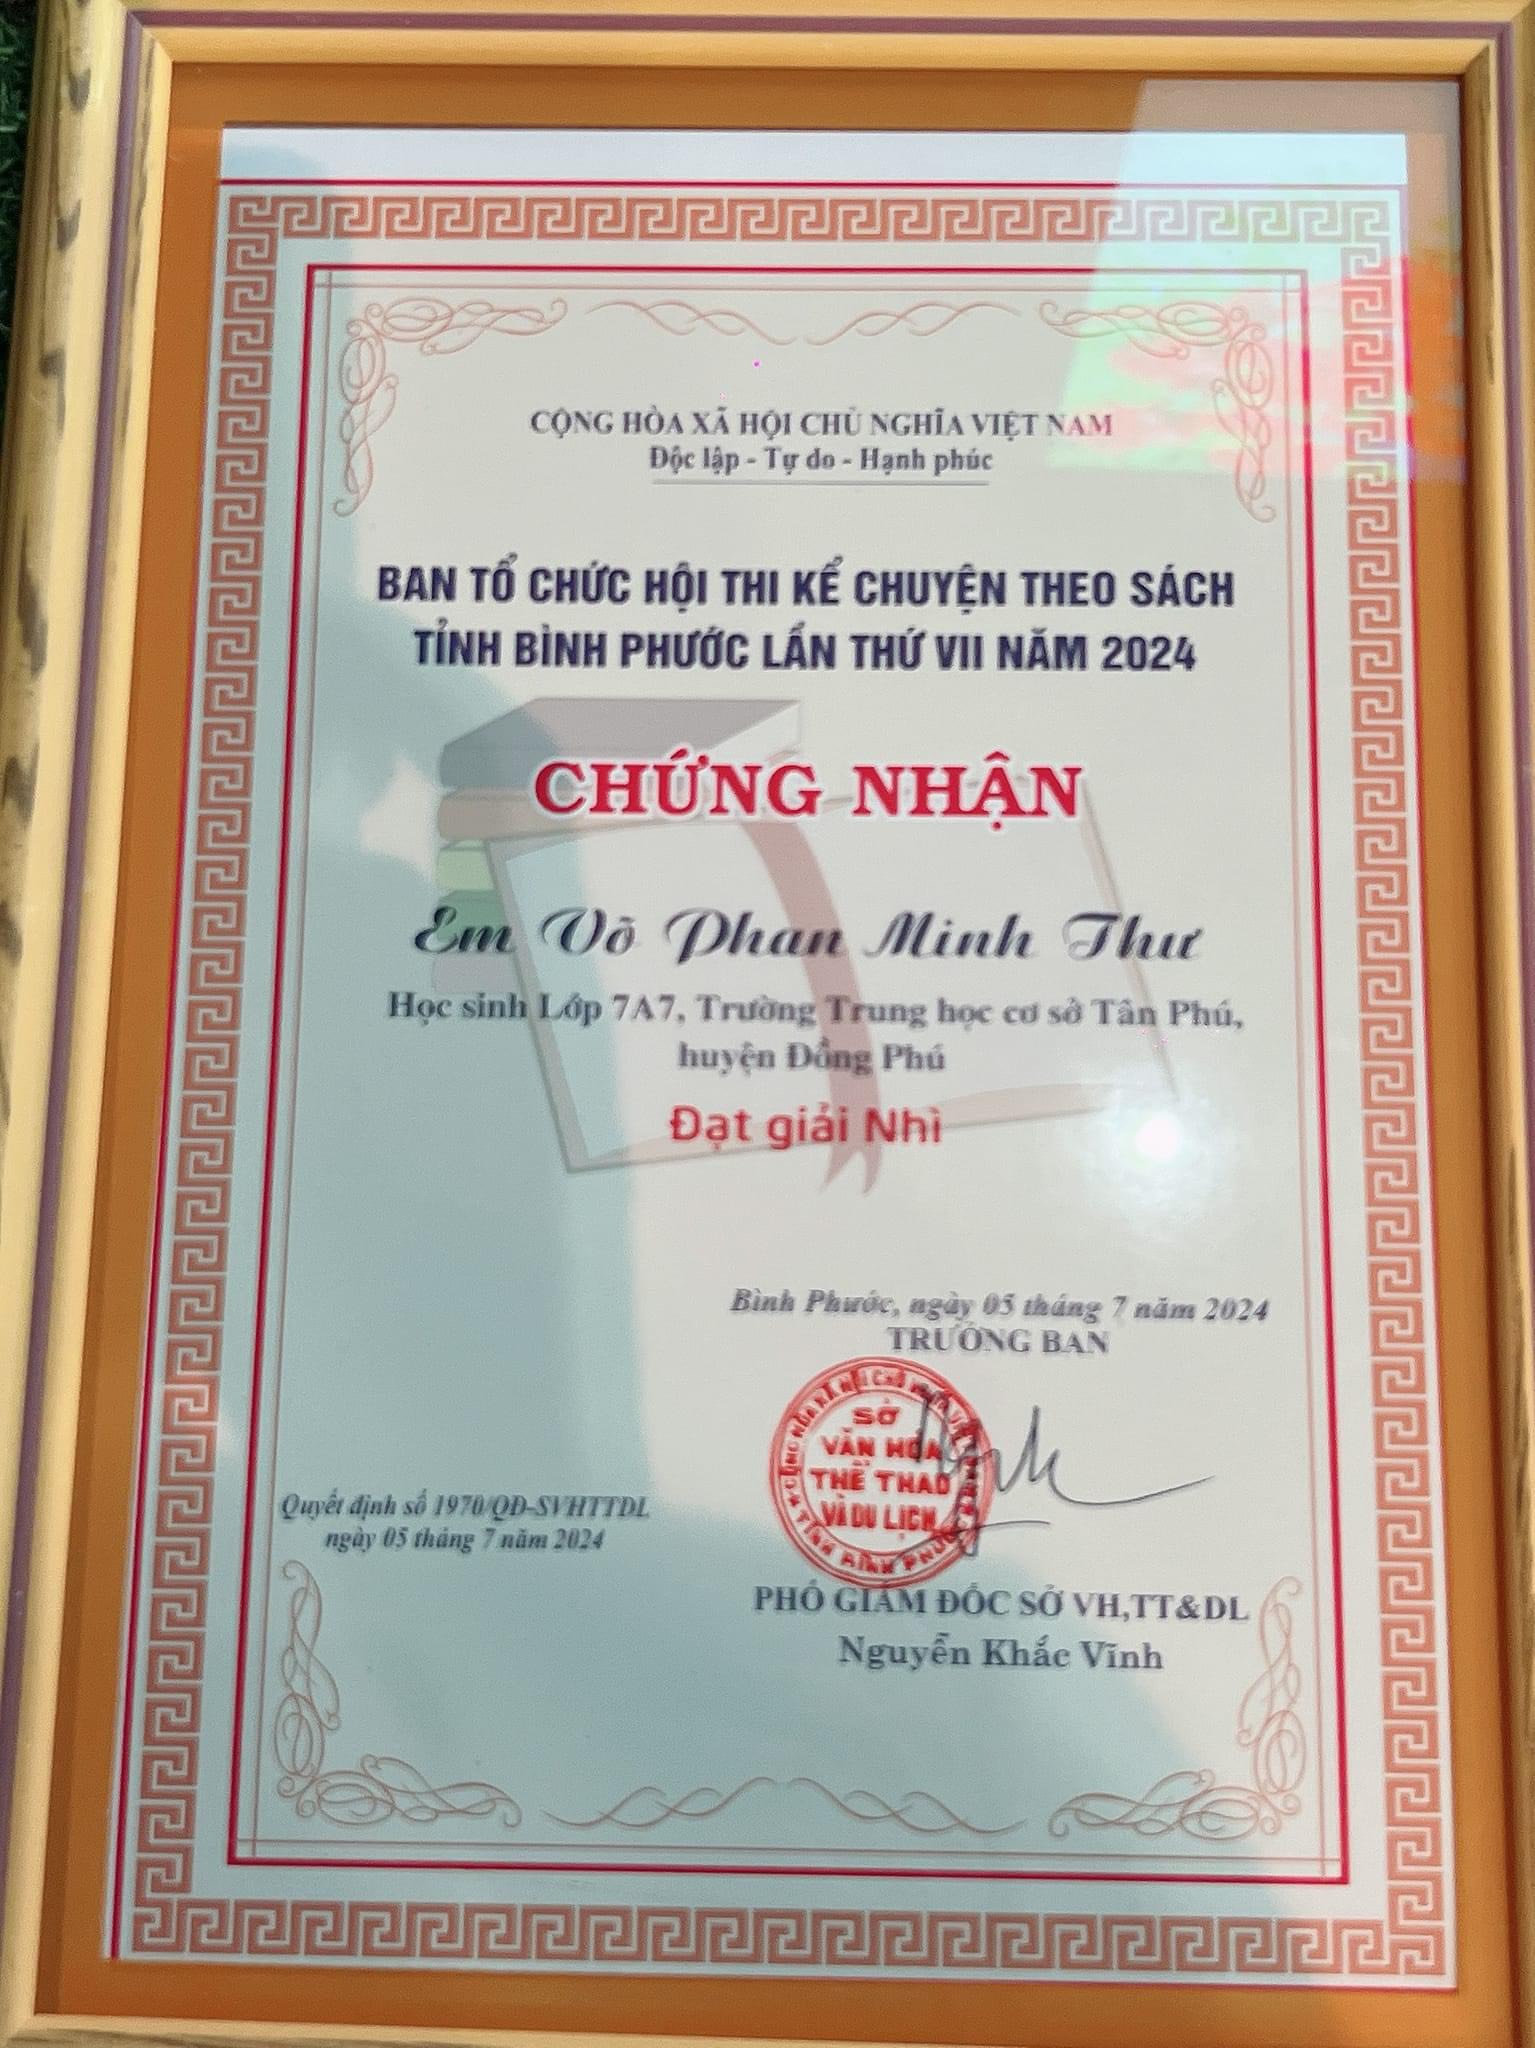 CỘNG HÒA XÃ HỘI CHỦ NGHĨA VIỆT NAM
Độc lập - Tự do - Hạnh phúc
BAN TỔ CHỨC HỘI THI KỂ CHUYỆN THEO SÁCH
TỈNH BÌNH PHƯỚC LẦN THỨ VII NĂM 2024
CHỨNG NHẬN
Em Võ Phan Minh Thư
Học sinh Lớp 7A7, Trường Trung học cơ sở Tân Phú,
huyện Đồng Phú
Đạt giải Nhì
Bình Phước, ngày 05 tháng 7 năm 2024
TRƯỞNG BAN
SỞ
VĂN HÓA
THỂ THAO
VÀ DU LỊCH
TỈNH BÌNH PHƯỚC
Quyết định số 1970/QĐ-SVHTTDL
ngày 05 tháng 7 năm 2024
PHÓ GIÁM ĐỐC SỞ VH,TT&DL
Nguyễn Khắc Vĩnh